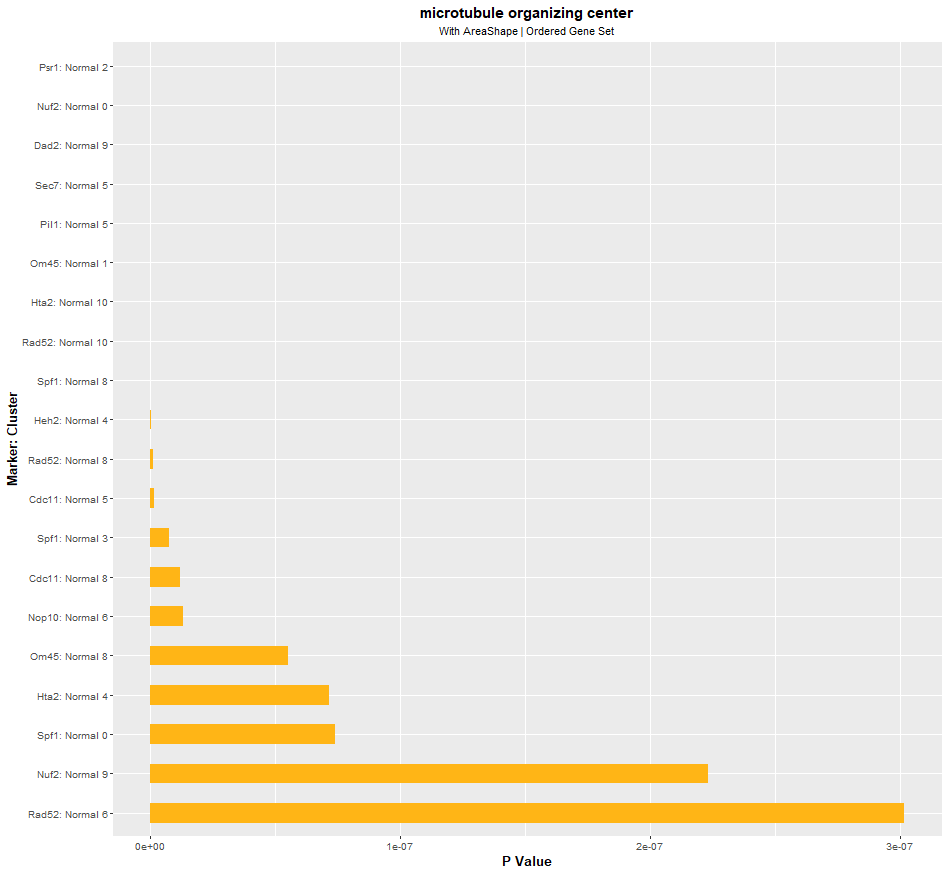 microtubule organizing center
With AreaShape | Ordered Gene Set
Marker: Cluster
Psr1: Normal 2
Nuf2: Normal 0
Dad2: Normal 9
Sec7: Normal 5
Pil1: Normal 5
Om45: Normal 1
Hta2: Normal 10
Rad52: Normal 10
Spf1: Normal 8
Heh2: Normal 4
Rad52: Normal 8
Cdc11: Normal 5
Spf1: Normal 3
Cdc11: Normal 8
Nop10: Normal 6
Om45: Normal 8
Hta2: Normal 4
Spf1: Normal 0
Nuf2: Normal 9
Rad52: Normal 6
0e+00 1e-07 2e-07 3e-07
P Value